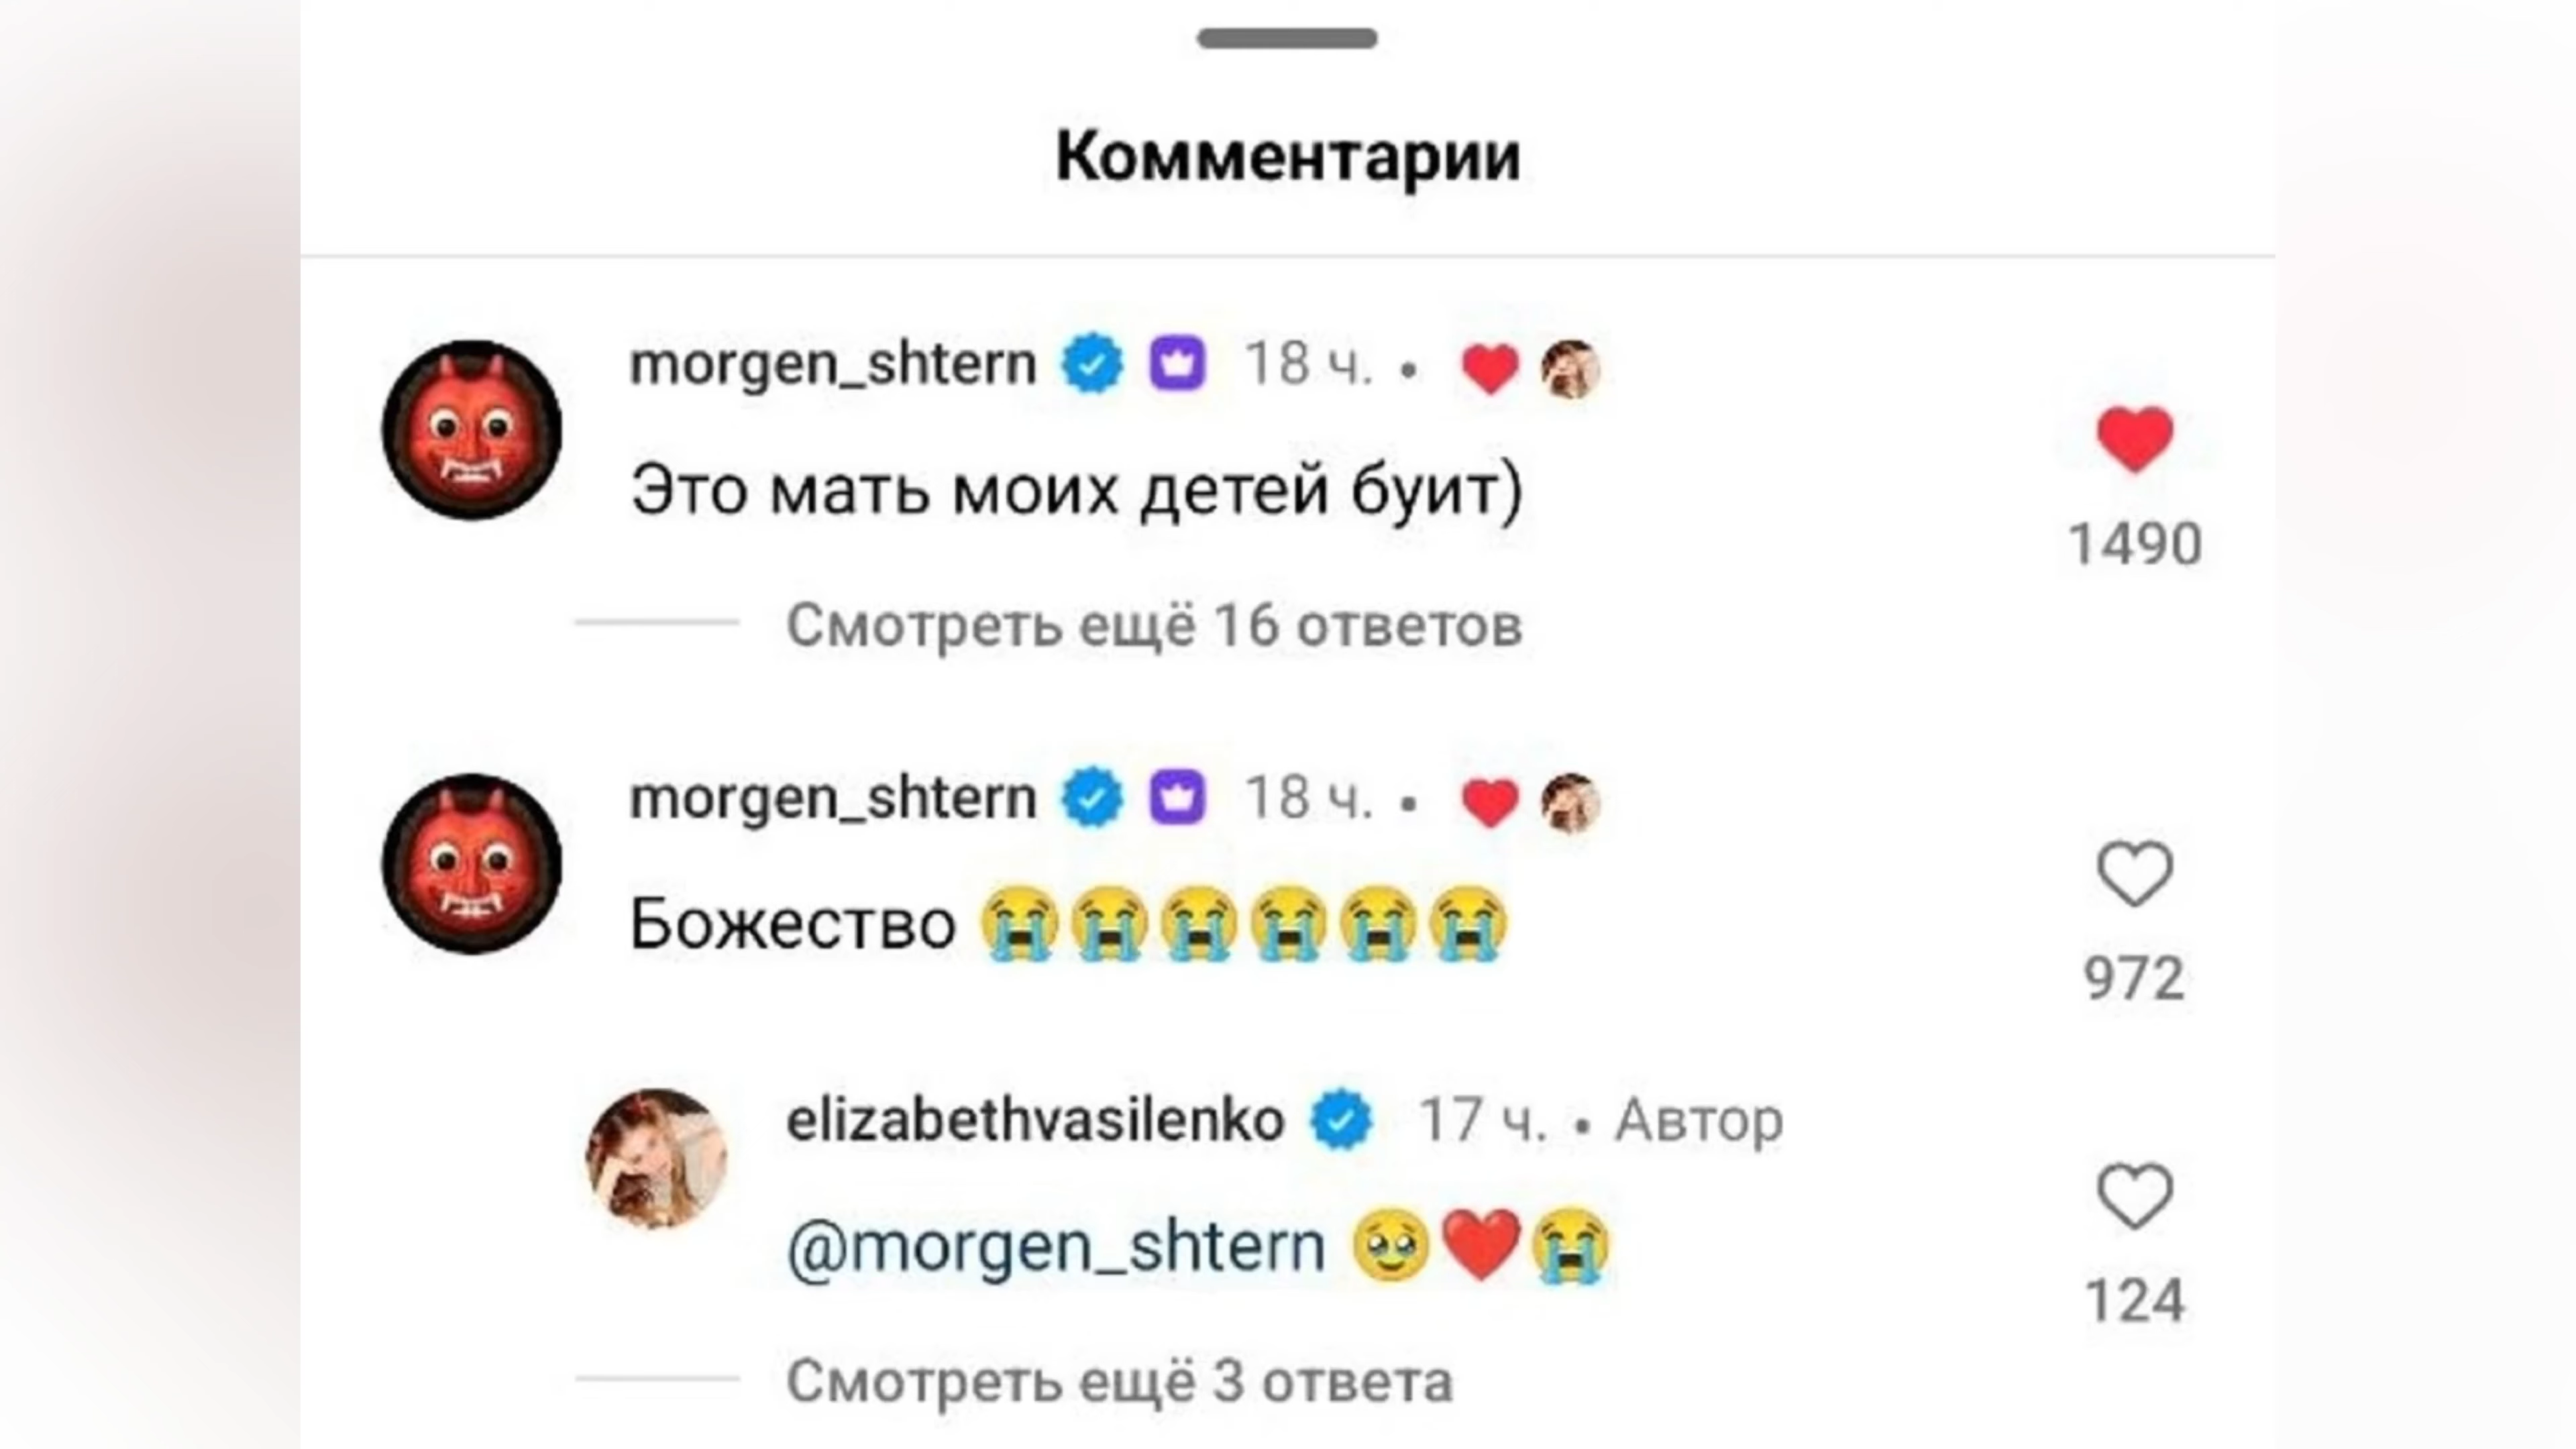 Комментарии
morgen_shtern 18 ч. •
Это мать моих детей буит)
1490
Смотреть ещё 16 ответов
morgen_shtern 18 ч. •
Божество 😭😭😭😭😭😭
972
elizabethvasilenko 17 ч. • Автор
@morgen_shtern 🥹❤️😭
124
Смотреть ещё 3 ответа